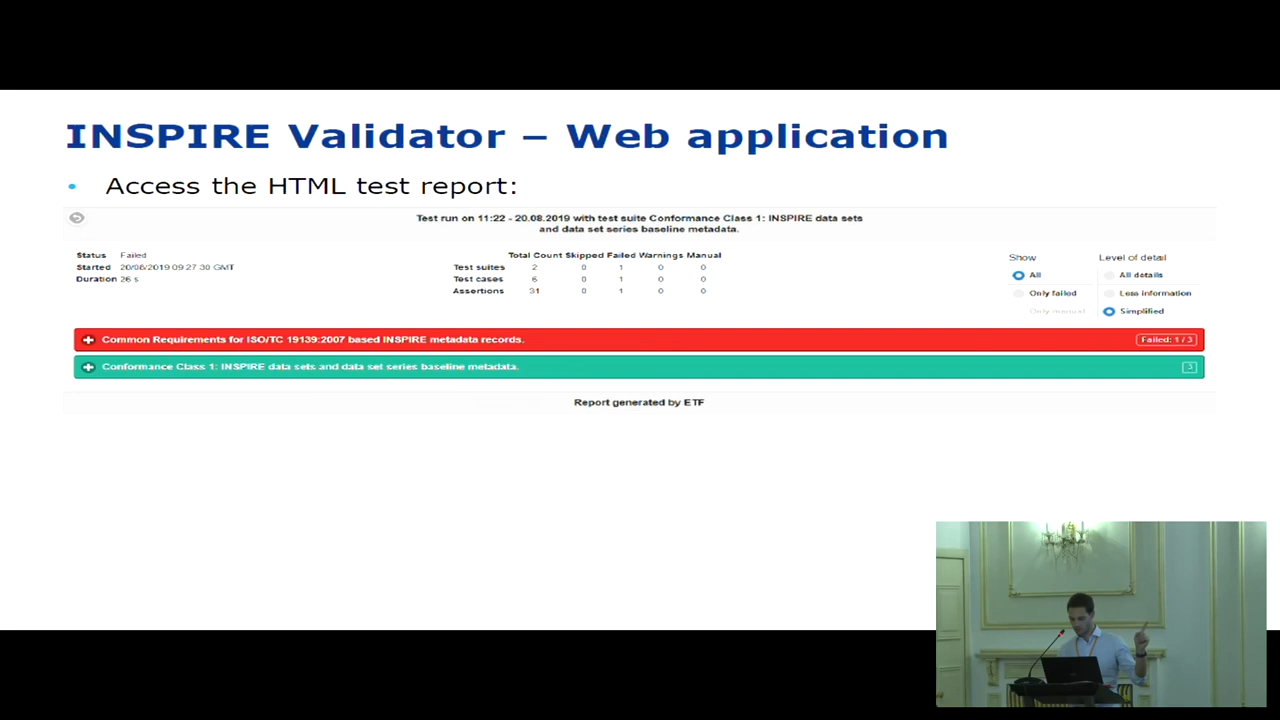 INSPIRE Validator – Web application
• Access the HTML test report:
Test run on 11:22 - 20.08.2019 with test suite Conformance Class 1: INSPIRE data sets
and data set series baseline metadata.
Status Failed
Started 20/08/2019 09 27 30 GMT
Duration 26 s
Total Count Skipped Failed Warnings Manual
Test suites 2 0 1 0 0
Test cases 6 0 1 0 0
Assertions 31 0 1 0 0
Show
All
Only failed
Only manual
Level of detail
All details
Less information
Simplified
Common Requirements for ISO/TC 19139:2007 based INSPIRE metadata records.
Failed: 1 / 3
Conformance Class 1: INSPIRE data sets and data set series baseline metadata.
3
Report generated by ETF